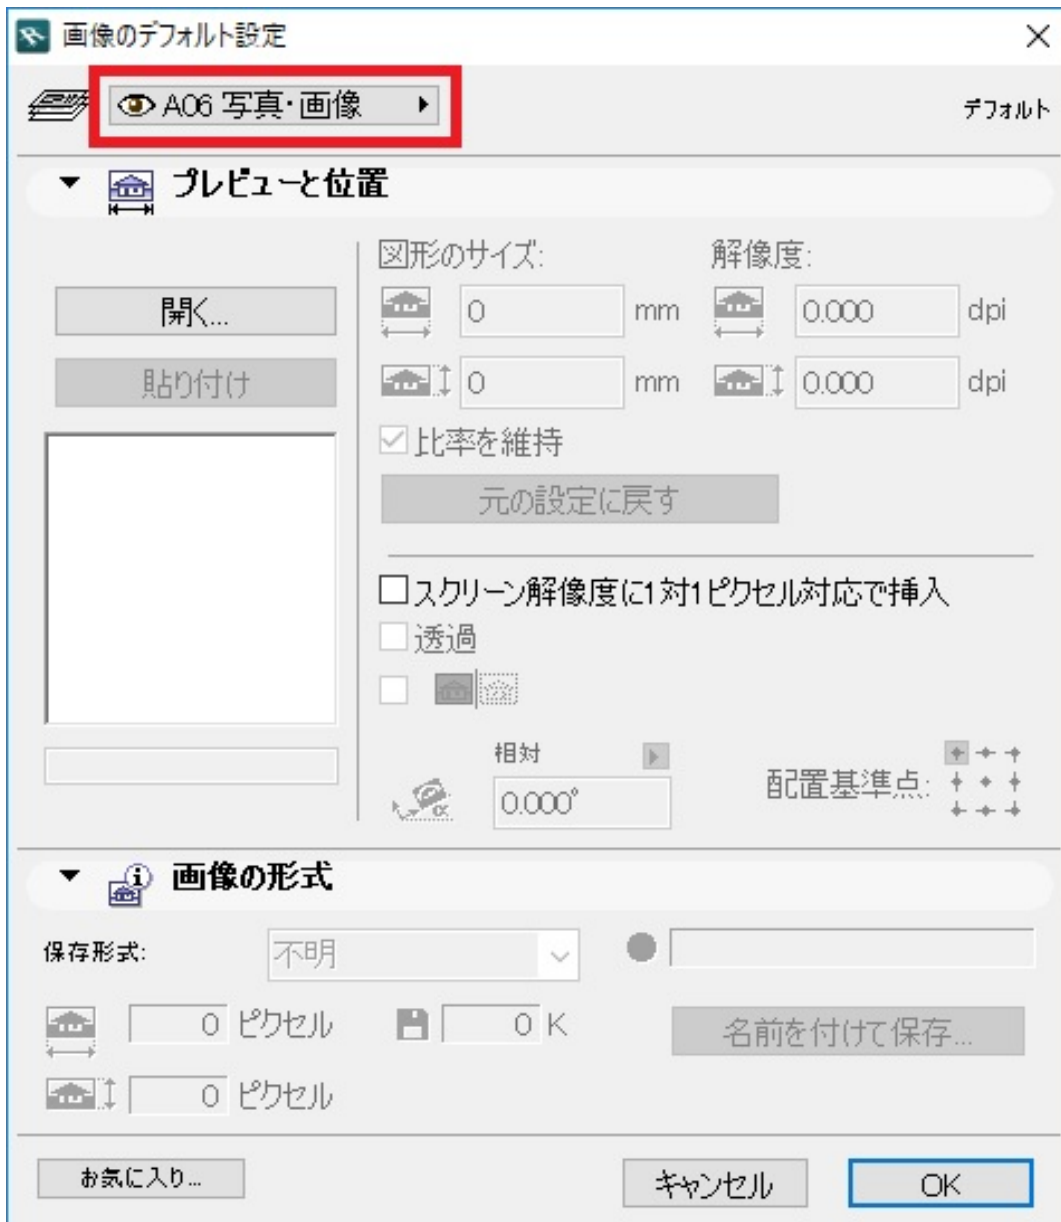 画像のデフォルト設定
A06 写真・画像
デフォルト
プレビューと位置
図形のサイズ: 解像度:
開く...
0 mm 0.000 dpi
貼り付け
0 mm 0.000 dpi
比率を維持
元の設定に戻す
スクリーン解像度に1対1ピクセル対応で挿入
透過
相対
配置基準点:
0.000°
画像の形式
保存形式: 不明
0 ピクセル 0 K
名前を付けて保存...
0 ピクセル
お気に入り... キャンセル OK